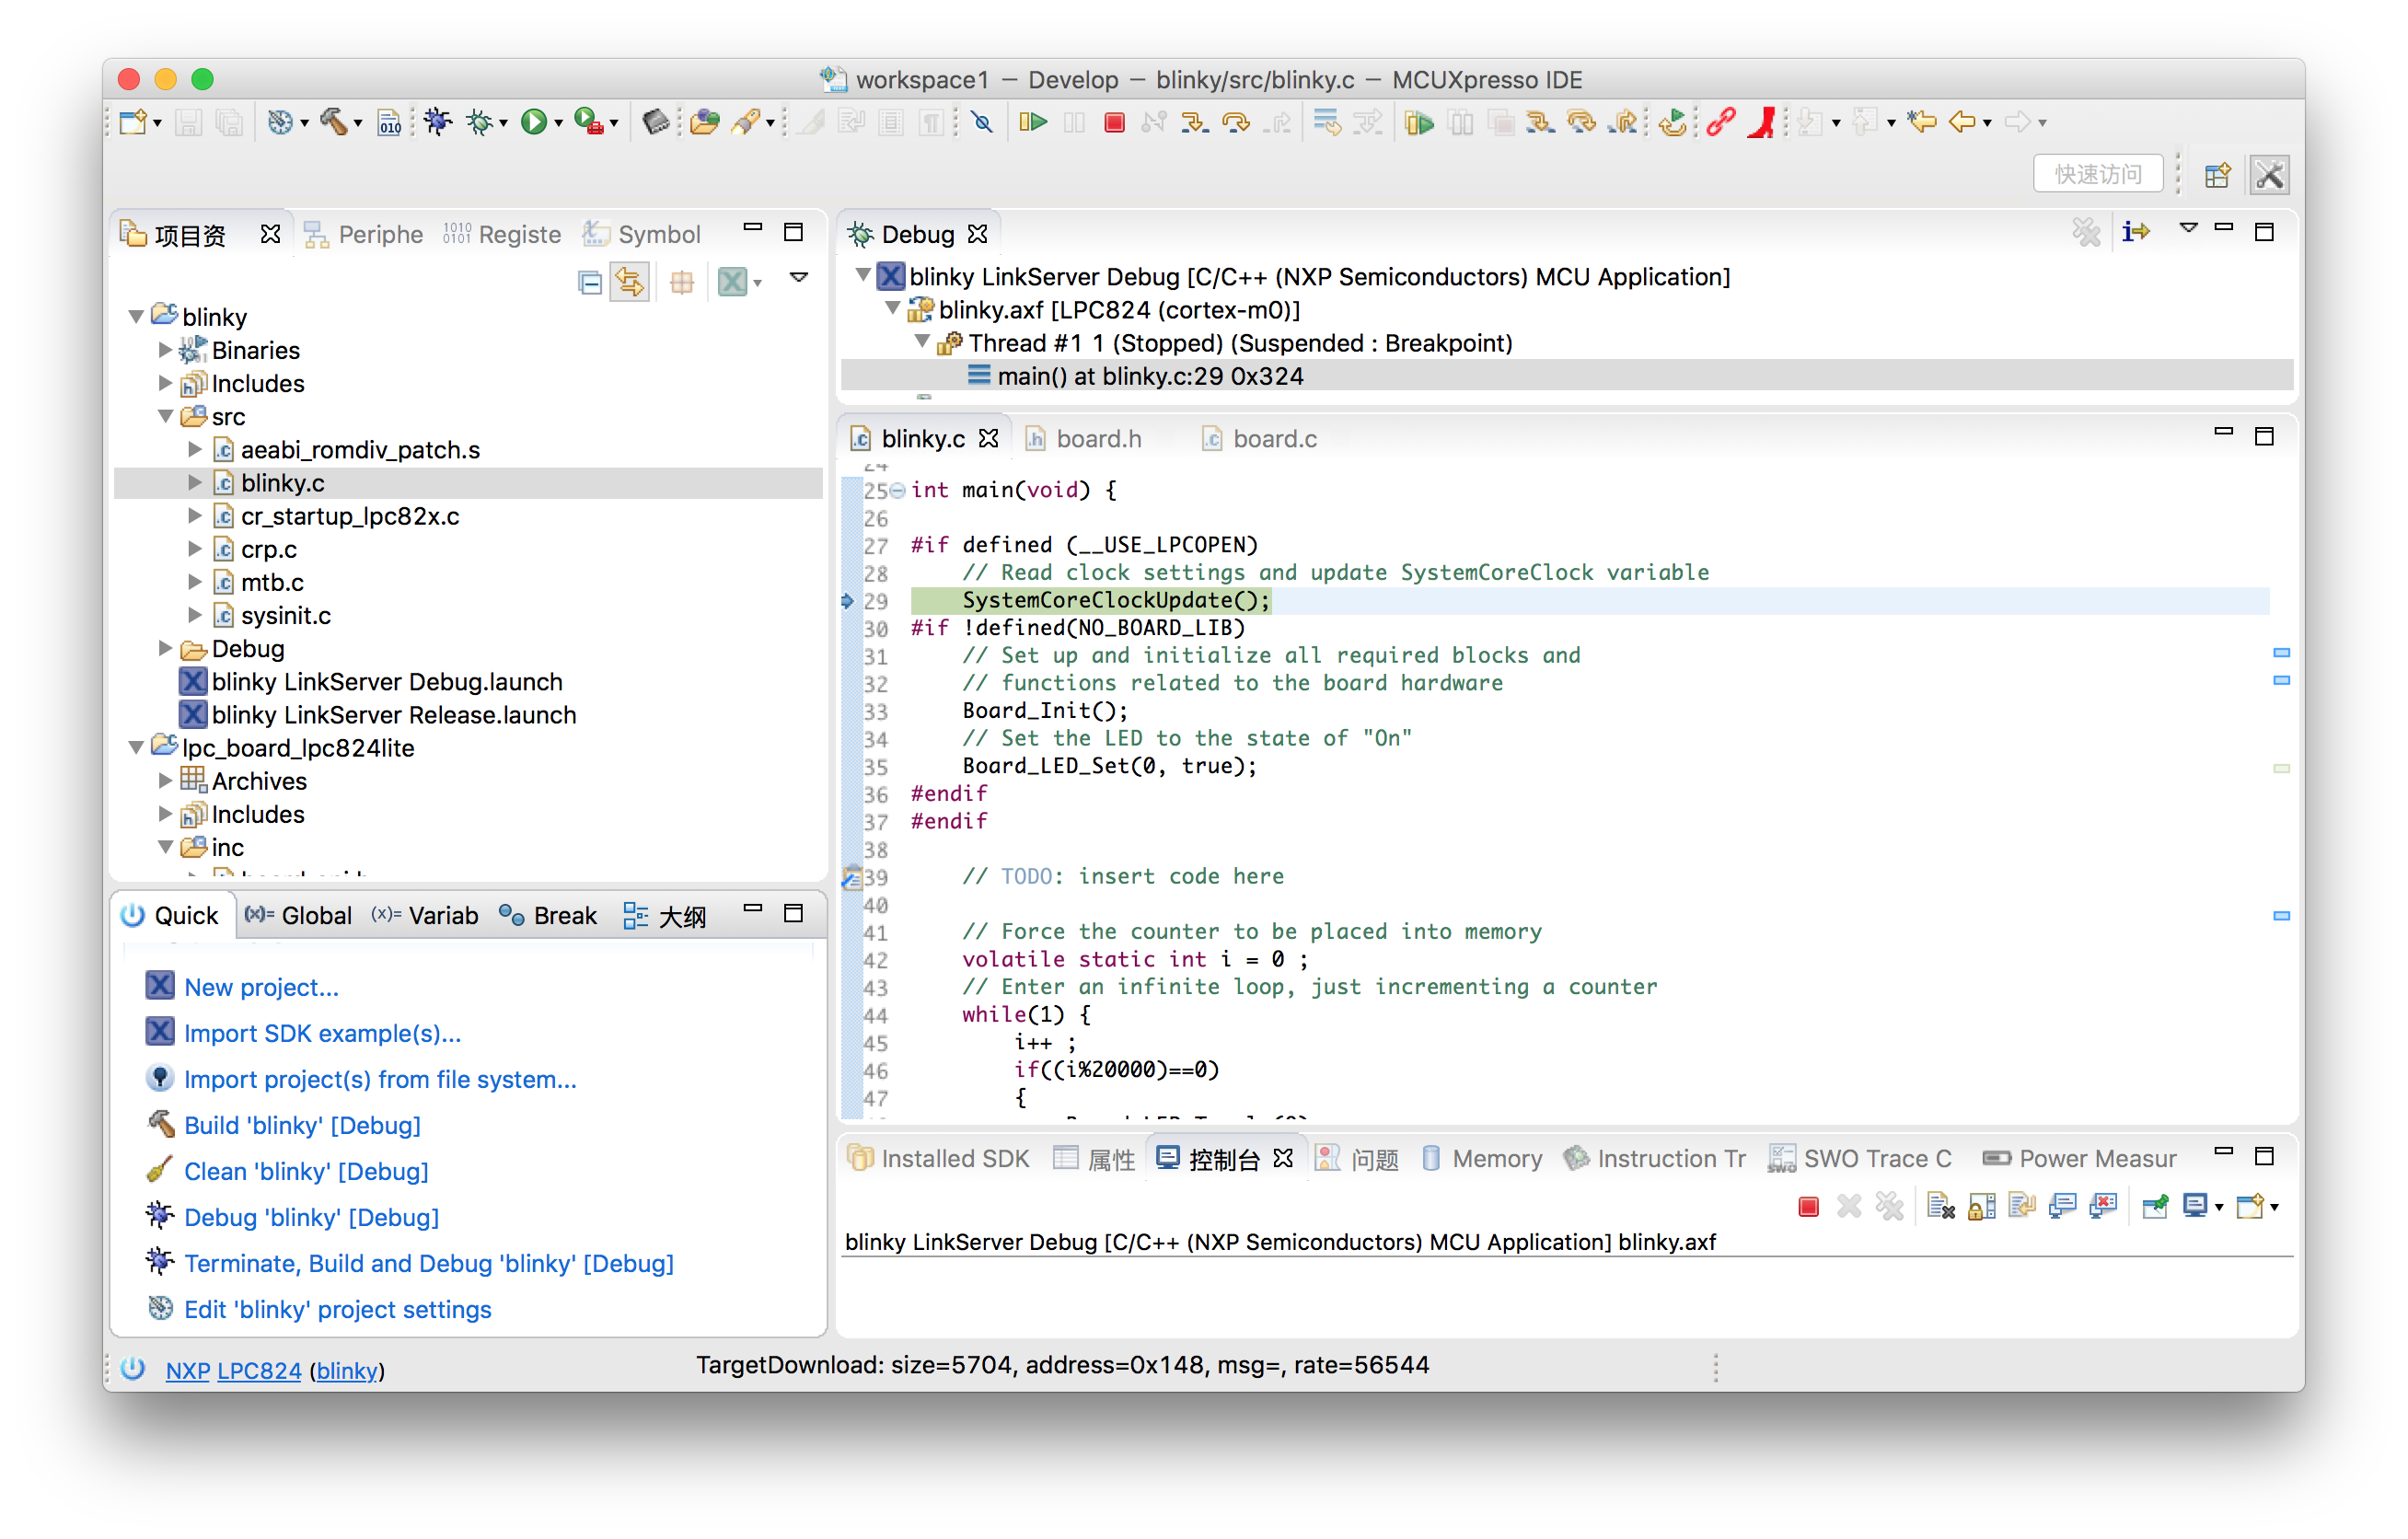 workspace1 — Develop — blinky/src/blinky.c — MCUXpresso IDE
快速访问
项目资 Periphe Registe Symbol
blinky
Binaries
Includes
src
aeabi_romdiv_patch.s
blinky.c
cr_startup_lpc82x.c
crp.c
mtb.c
sysinit.c
Debug
blinky LinkServer Debug.launch
blinky LinkServer Release.launch
lpc_board_lpc824lite
Archives
Includes
inc
Quick (x)= Global (x)= Variab Break 大纲
New project...
Import SDK example(s)...
Import project(s) from file system...
Build 'blinky' [Debug]
Clean 'blinky' [Debug]
Debug 'blinky' [Debug]
Terminate, Build and Debug 'blinky' [Debug]
Edit 'blinky' project settings
Debug
blinky LinkServer Debug [C/C++ (NXP Semiconductors) MCU Application]
blinky.axf [LPC824 (cortex-m0)]
Thread #1 1 (Stopped) (Suspended : Breakpoint)
main() at blinky.c:29 0x324
blinky.c board.h board.c
24
25 int main(void) {
26
27 #if defined (__USE_LPCOPEN)
28 // Read clock settings and update SystemCoreClock variable
29 SystemCoreClockUpdate();
30 #if !defined(NO_BOARD_LIB)
31 // Set up and initialize all required blocks and
32 // functions related to the board hardware
33 Board_Init();
34 // Set the LED to the state of "On"
35 Board_LED_Set(0, true);
36 #endif
37 #endif
38
39 // TODO: insert code here
40
41 // Force the counter to be placed into memory
42 volatile static int i = 0 ;
43 // Enter an infinite loop, just incrementing a counter
44 while(1) {
45 i++ ;
46 if((i%20000)==0)
47 {
Installed SDK 属性 控制台 问题 Memory Instruction Tr SWO Trace C Power Measur
blinky LinkServer Debug [C/C++ (NXP Semiconductors) MCU Application] blinky.axf
NXP LPC824 (blinky) TargetDownload: size=5704, address=0x148, msg=, rate=56544